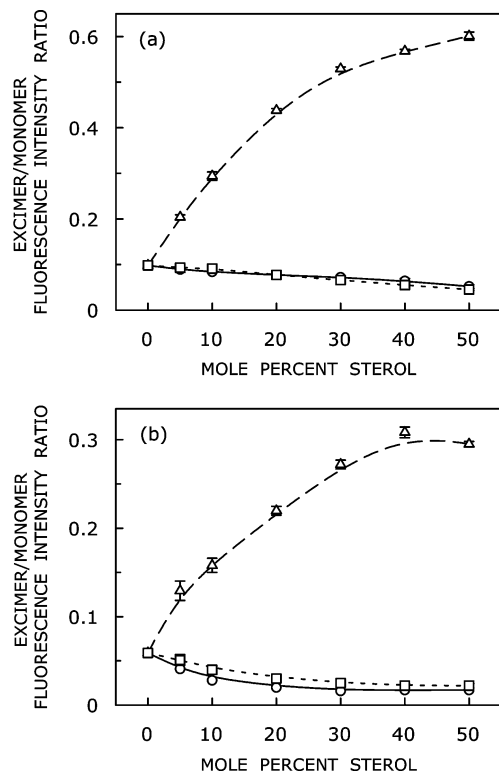 EXCIMER/MONOMER
FLUORESCENCE INTENSITY RATIO
(a)
0.6
0.4
0.2
0
0 10 20 30 40 50
MOLE PERCENT STEROL
EXCIMER/MONOMER
FLUORESCENCE INTENSITY RATIO
(b)
0.3
0.2
0.1
0
0 10 20 30 40 50
MOLE PERCENT STEROL